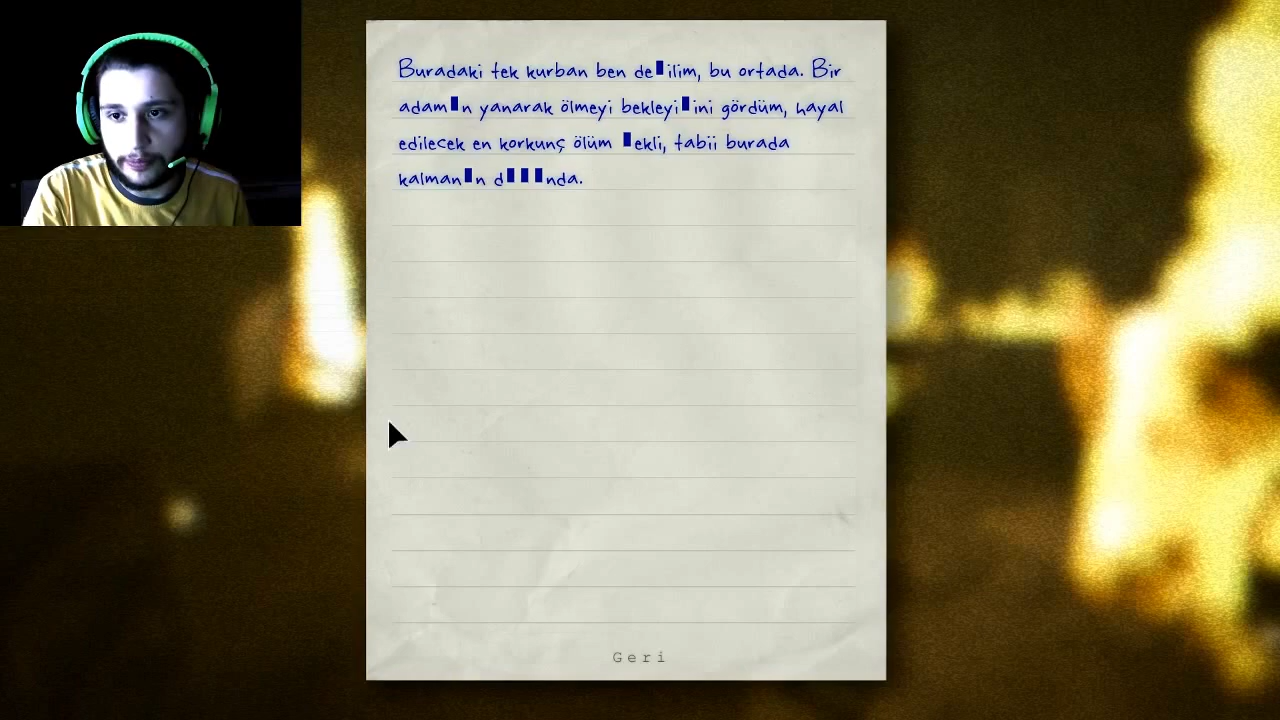 Buradaki tek kurban ben de▮ilim, bu ortada. Bir
adam▮n yanarak ölmeyi bekleyi▮ini gördüm, hayal
edilecek en korkunç ölüm ▮ekli, tabii burada
kalman▮n d▮▮▮nda.
Geri